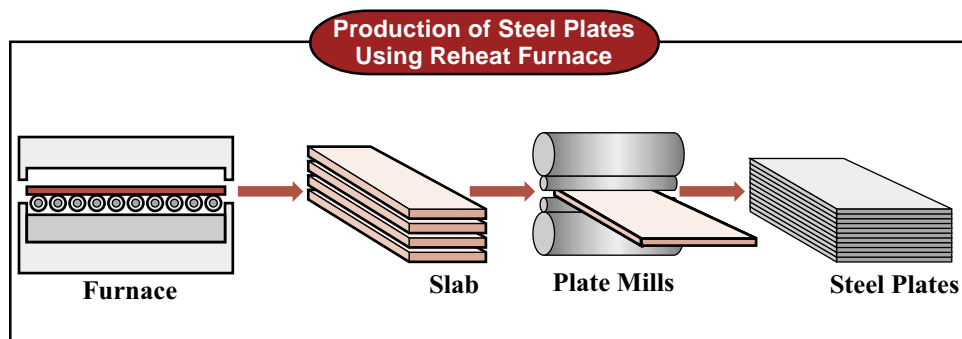 Production of Steel Plates
Using Reheat Furnace
Furnace
Slab
Plate Mills
Steel Plates